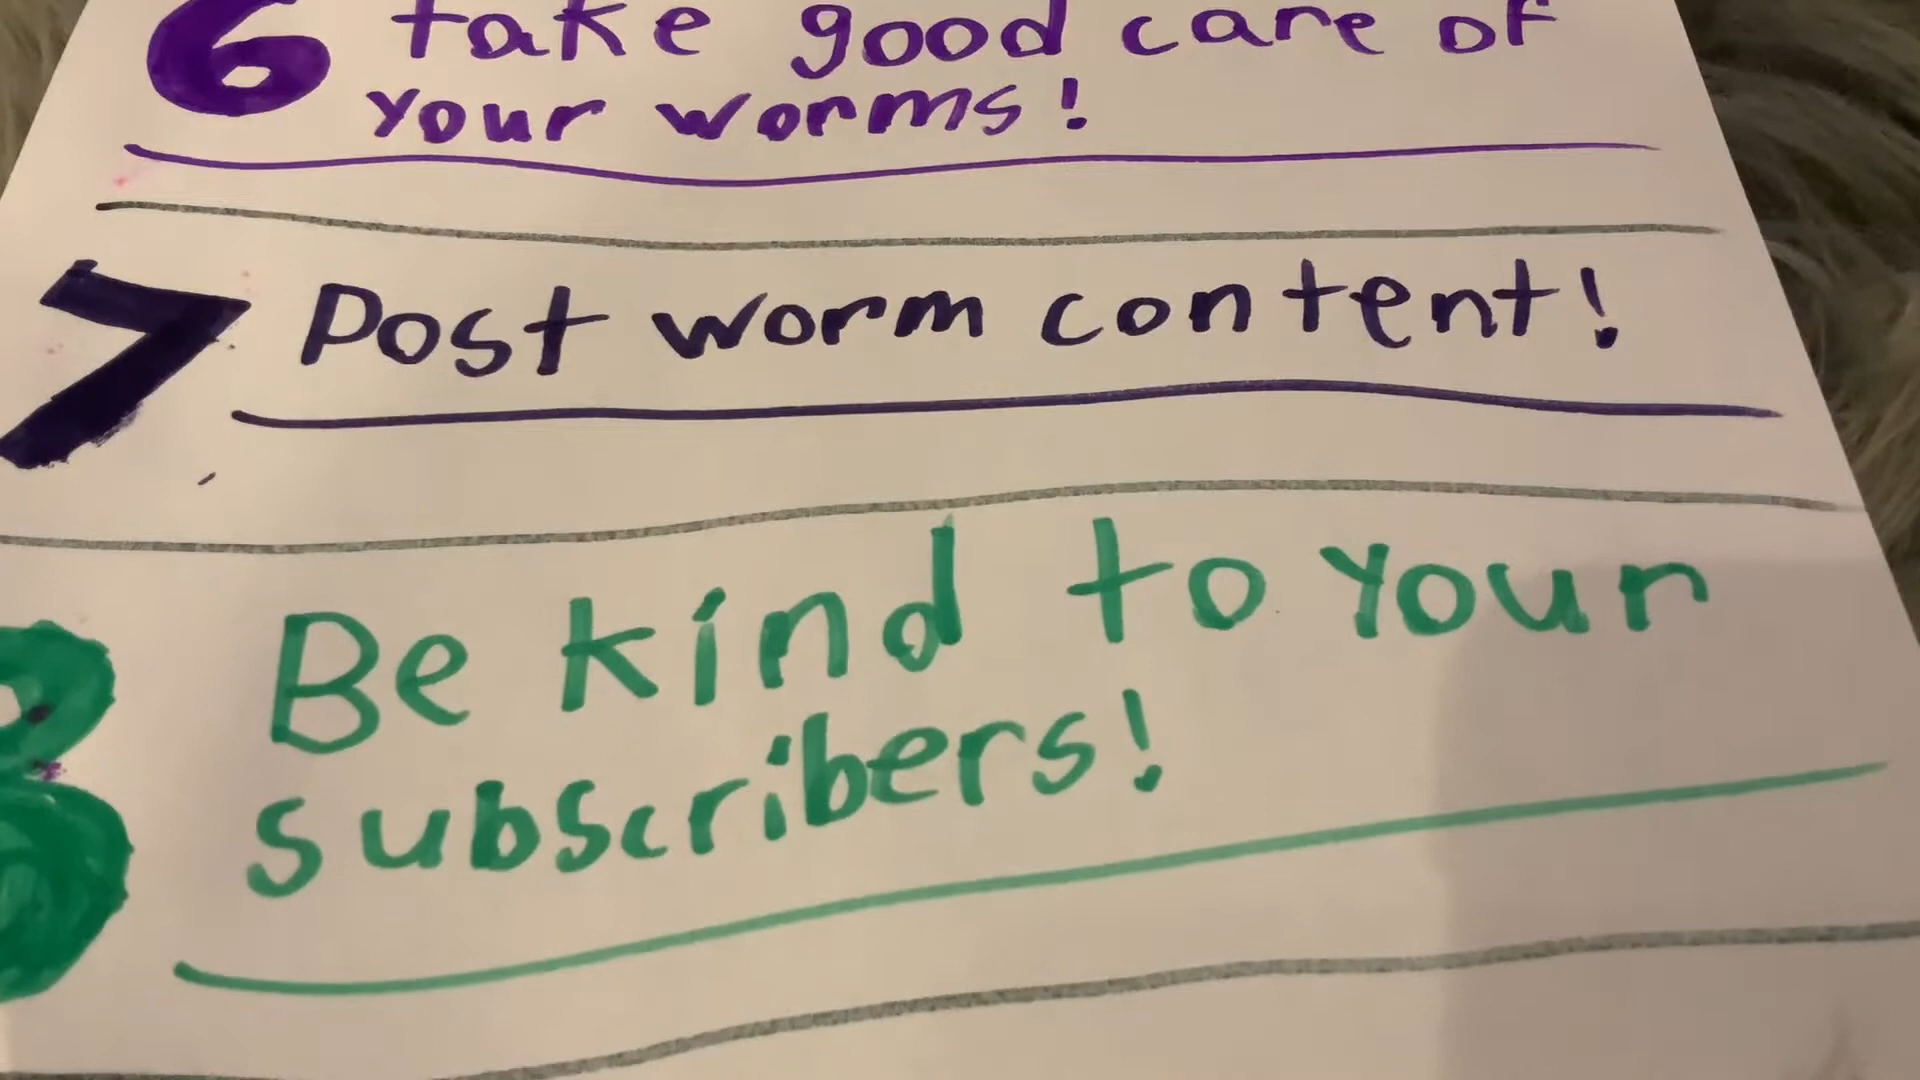 6 take good care of
your worms!
7 Post worm content!
8 Be kind to your
subscribers!